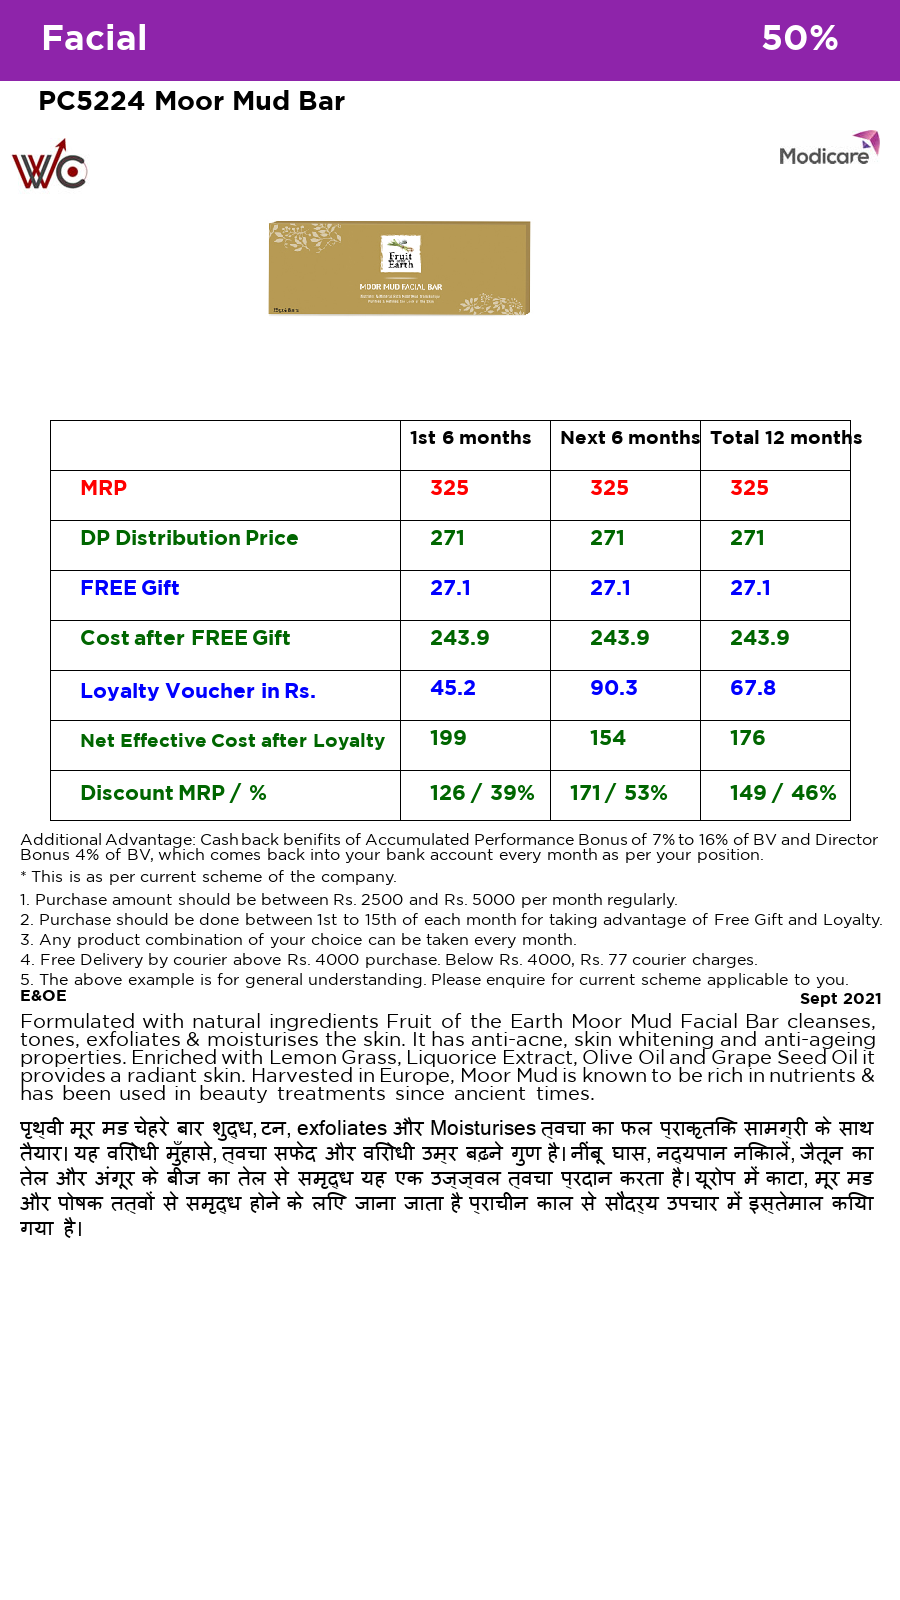 Facial 50%
PC5224 Moor Mud Bar
WC
Modicare
Fruit
Earth
MOOR MUD FACIAL BAR
1st 6 months Next 6 months Total 12 months
MRP 325 325 325
DP Distribution Price 271 271 271
FREE Gift 27.1 27.1 27.1
Cost after FREE Gift 243.9 243.9 243.9
Loyalty Voucher in Rs. 45.2 90.3 67.8
Net Effective Cost after Loyalty 199 154 176
Discount MRP / % 126 / 39% 171 / 53% 149 / 46%
Additional Advantage: Cash back benifits of Accumulated Performance Bonus of 7% to 16% of BV and Director
Bonus 4% of BV, which comes back into your bank account every month as per your position.
* This is as per current scheme of the company.
1. Purchase amount should be between Rs. 2500 and Rs. 5000 per month regularly.
2. Purchase should be done between 1st to 15th of each month for taking advantage of Free Gift and Loyalty.
3. Any product combination of your choice can be taken every month.
4. Free Delivery by courier above Rs. 4000 purchase. Below Rs. 4000, Rs. 77 courier charges.
5. The above example is for general understanding. Please enquire for current scheme applicable to you.
E&OE Sept 2021
Formulated with natural ingredients Fruit of the Earth Moor Mud Facial Bar cleanses,
tones, exfoliates & moisturises the skin. It has anti-acne, skin whitening and anti-ageing
properties. Enriched with Lemon Grass, Liquorice Extract, Olive Oil and Grape Seed Oil it
provides a radiant skin. Harvested in Europe, Moor Mud is known to be rich in nutrients &
has been used in beauty treatments since ancient times.
पृथ्वी मूर मड चेहरे बार शुद्ध, टन, exfoliates और Moisturises त्वचा का फल प्राकृतिक सामग्री के साथ
तैयार। यह विरोधी मुँहासे, त्वचा सफेद और विरोधी उम्र बढ़ने गुण है। नींबू घास, नद्यपान निकालें, जैतून का
तेल और अंगूर के बीज का तेल से समृद्ध यह एक उज्ज्वल त्वचा प्रदान करता है। यूरोप में काटा, मूर मड
और पोषक तत्वों से समृद्ध होने के लिए जाना जाता है प्राचीन काल से सौंदर्य उपचार में इस्तेमाल किया
गया है।